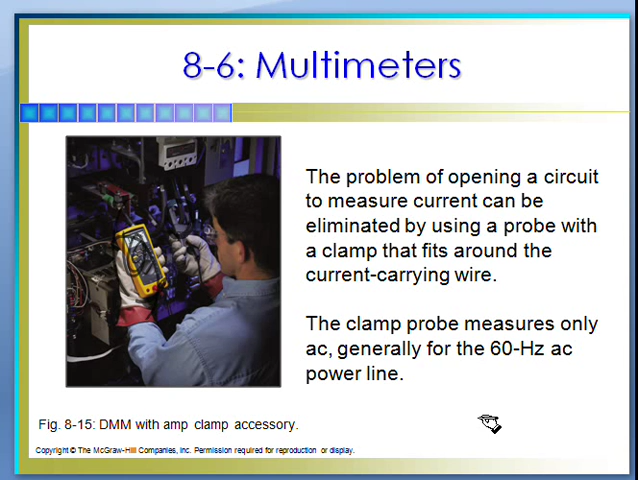 8-6: Multimeters
The problem of opening a circuit
to measure current can be
eliminated by using a probe with
a clamp that fits around the
current-carrying wire.
The clamp probe measures only
ac, generally for the 60-Hz ac
power line.
Fig. 8-15: DMM with amp clamp accessory.
Copyright © The McGraw-Hill Companies, Inc. Permission required for reproduction or display.